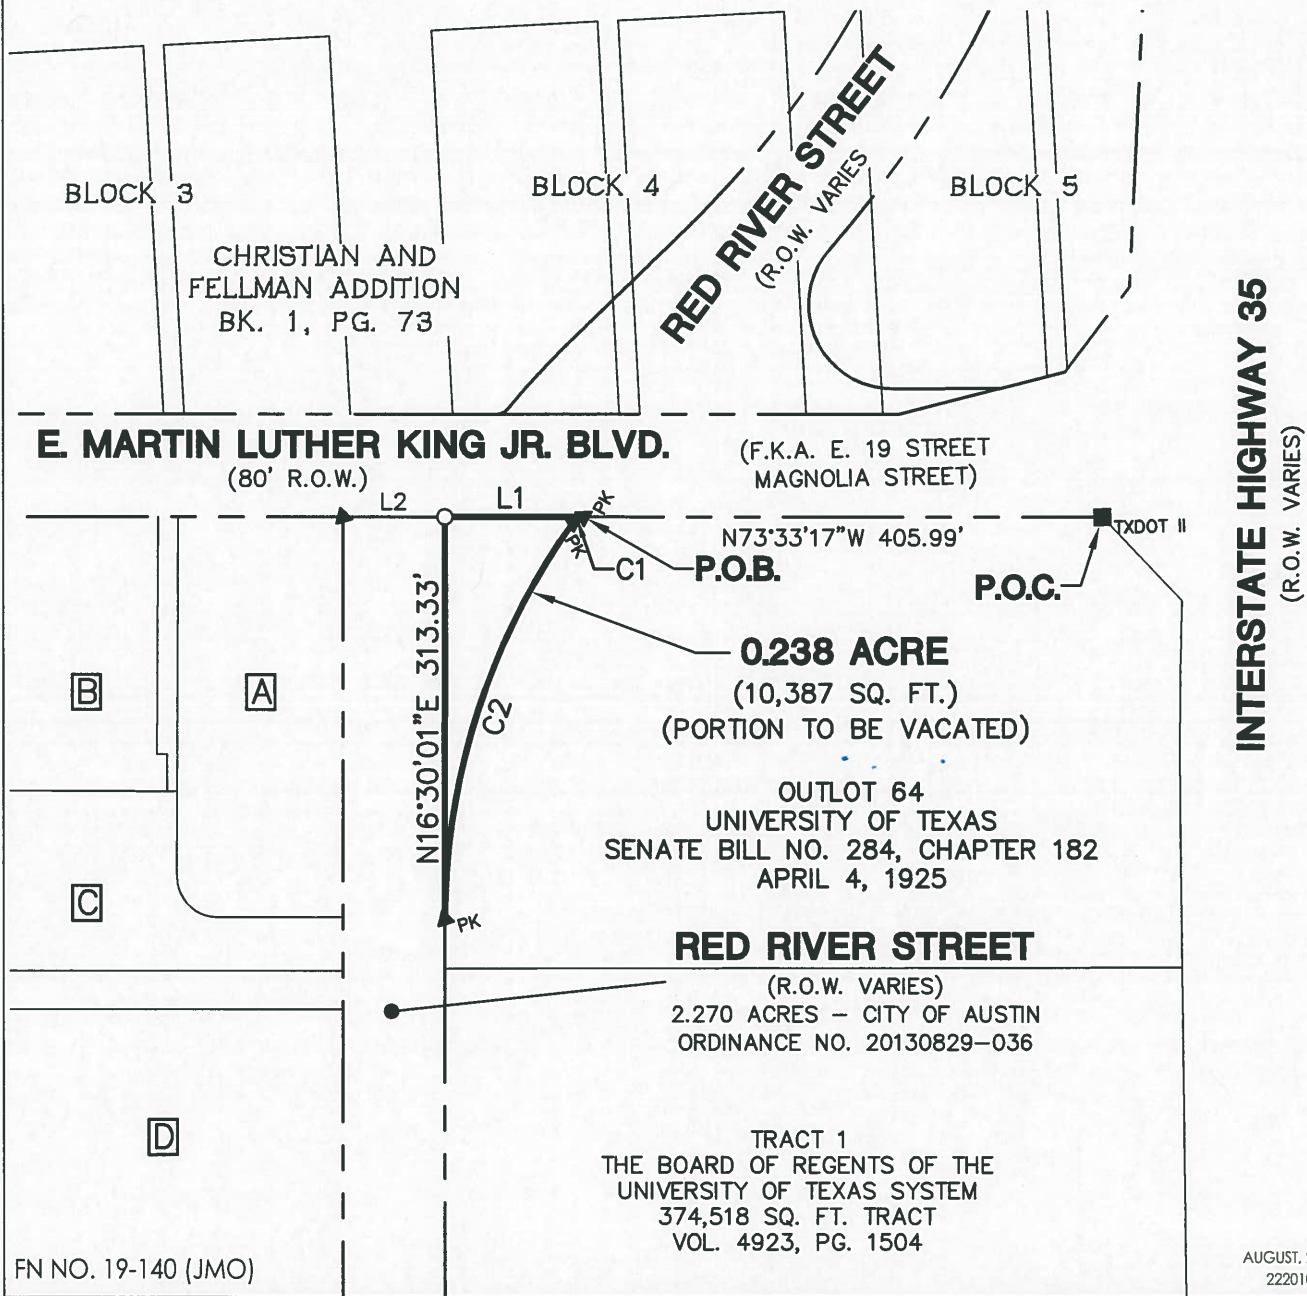 BLOCK 3
BLOCK 4
BLOCK 5
CHRISTIAN AND
FELLMAN ADDITION
BK. 1, PG. 73
RED RIVER STREET
(R.O.W. VARIES)
INTERSTATE HIGHWAY 35
(R.O.W. VARIES)
E. MARTIN LUTHER KING JR. BLVD.
(80' R.O.W.)
(F.K.A. E. 19 STREET
MAGNOLIA STREET)
L2
L1
PK
PK
C1
P.O.B.
N73°33'17"W 405.99'
TXDOT II
P.O.C.
N16°30'01"E 313.33'
C2
0.238 ACRE
(10,387 SQ. FT.)
(PORTION TO BE VACATED)
B
A
OUTLOT 64
UNIVERSITY OF TEXAS
SENATE BILL NO. 284, CHAPTER 182
APRIL 4, 1925
C
PK
RED RIVER STREET
(R.O.W. VARIES)
2.270 ACRES – CITY OF AUSTIN
ORDINANCE NO. 20130829–036
D
TRACT 1
THE BOARD OF REGENTS OF THE
UNIVERSITY OF TEXAS SYSTEM
374,518 SQ. FT. TRACT
VOL. 4923, PG. 1504
FN NO. 19-140 (JMO)
AUGUST,
22201